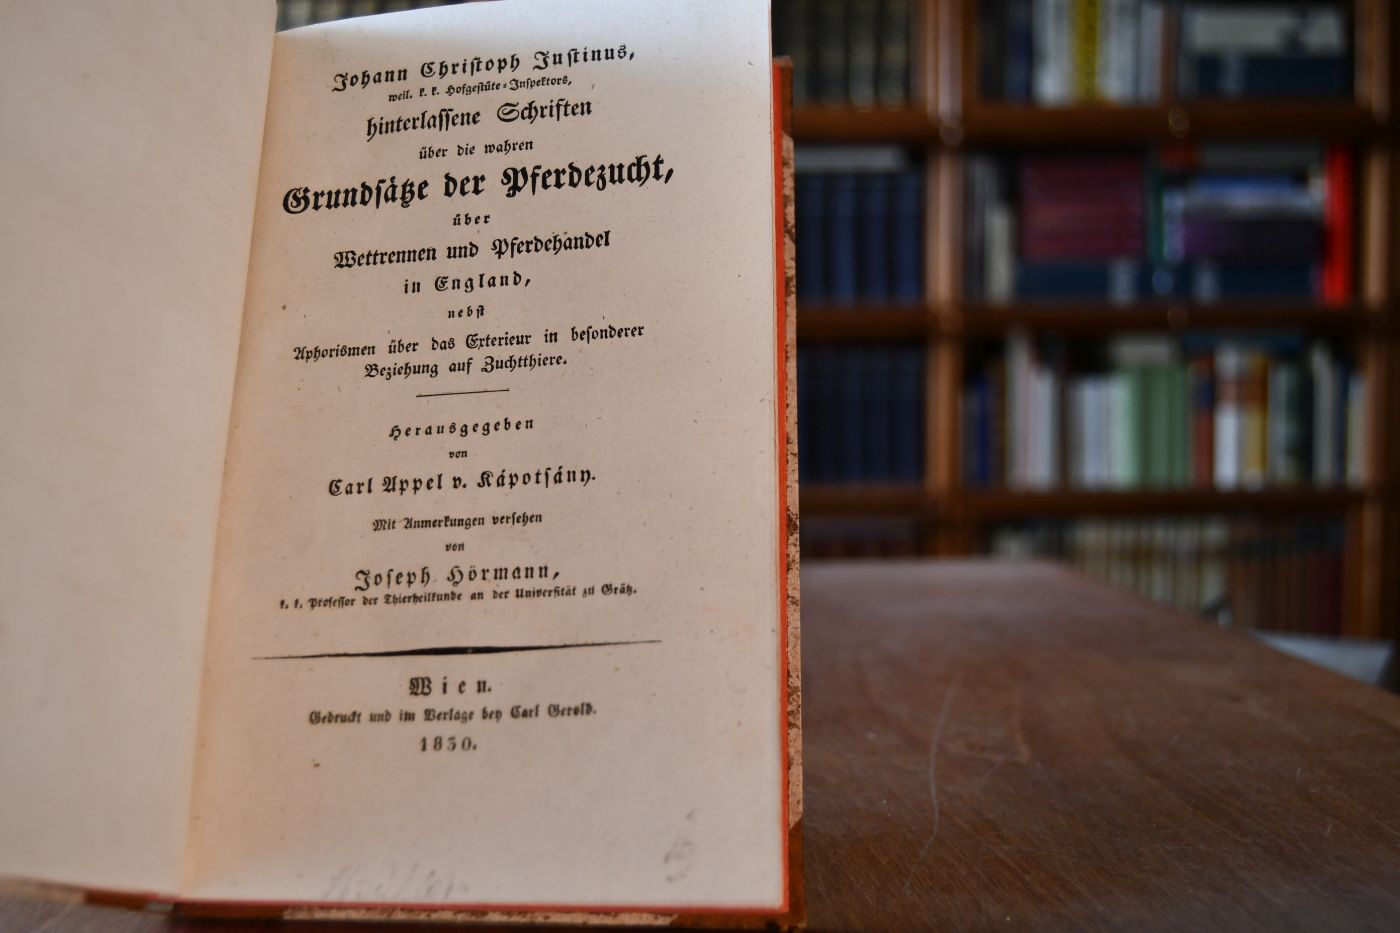 Johann Chriſtoph Juſtinus,
weil. k. k. Hofgeſtüte-Inſpektors,
hinterlaſſene Schriften
über die wahren
Grundſätze der Pferdezucht,
über
Wettrennen und Pferdehandel
in England,
nebſt
Aphorismen über das Exterieur in beſonderer
Beziehung auf Zuchtthiere.
Herausgegeben
von
Carl Appel v. Kápotſány.
Mit Anmerkungen verſehen
von
Joſeph Hörmann,
k. k. Profeſſor der Thierheilkunde an der Univerſität zu Grätz.
Wien.
Gedruckt und im Verlage bey Carl Gerold.
1830.